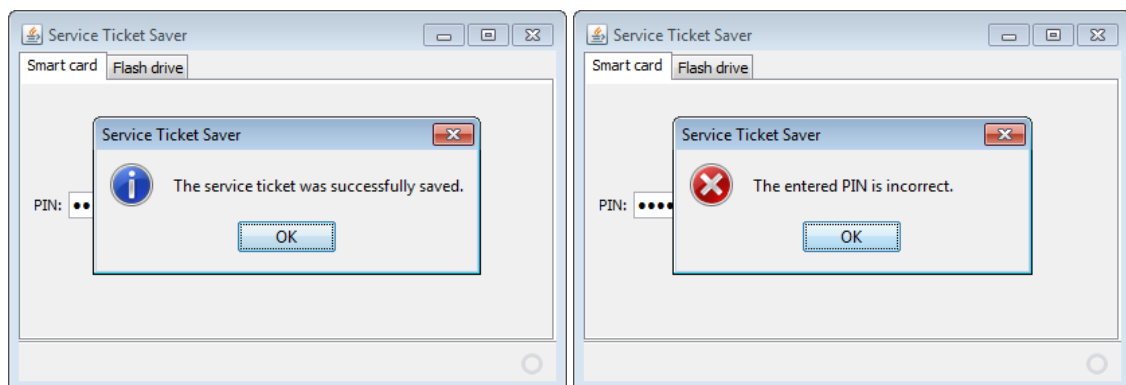 Service Ticket Saver
Smart card Flash drive
Service Ticket Saver
The service ticket was successfully saved.
PIN: ••
OK
Service Ticket Saver
Smart card Flash drive
Service Ticket Saver
The entered PIN is incorrect.
PIN: ••••
OK